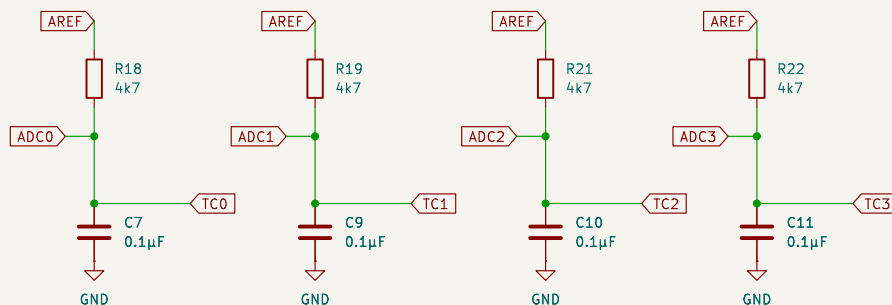 AREF
AREF
AREF
AREF
R18
4k7
R19
4k7
R21
4k7
R22
4k7
ADC0
ADC1
ADC2
ADC3
TC0
TC1
TC2
TC3
C7
0.1µF
C9
0.1µF
C10
0.1µF
C11
0.1µF
GND
GND
GND
GND